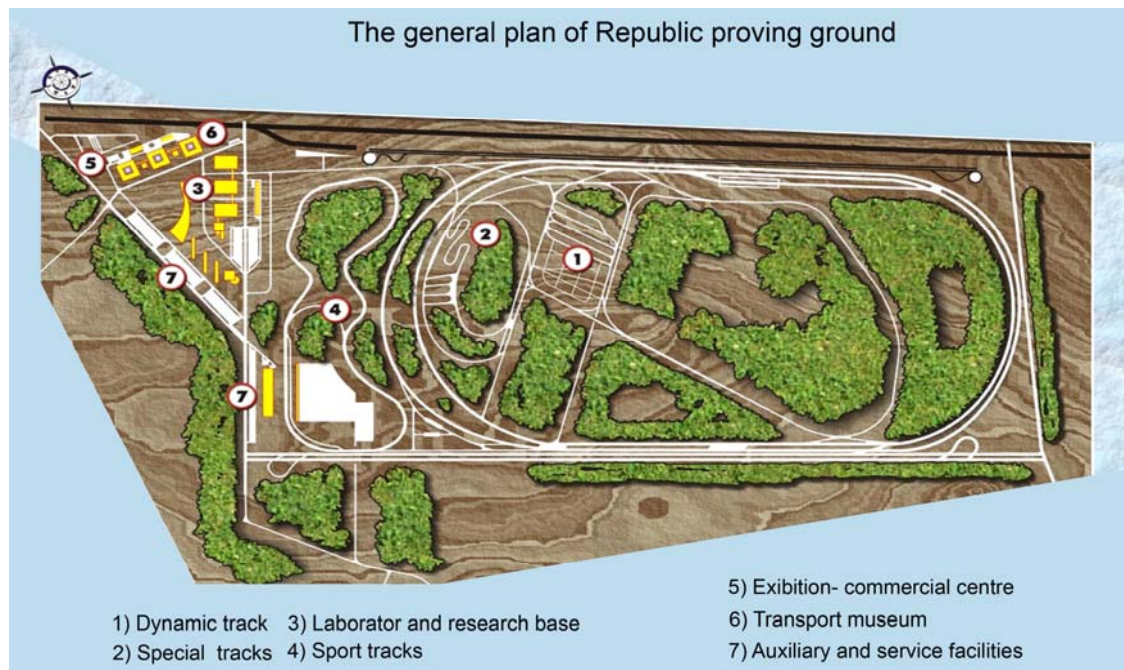 The general plan of Republic proving ground
6
5
3
2
1
7
4
7
1) Dynamic track
2) Special tracks
3) Laborator and research base
4) Sport tracks
5) Exibition- commercial centre
6) Transport museum
7) Auxiliary and service facilities